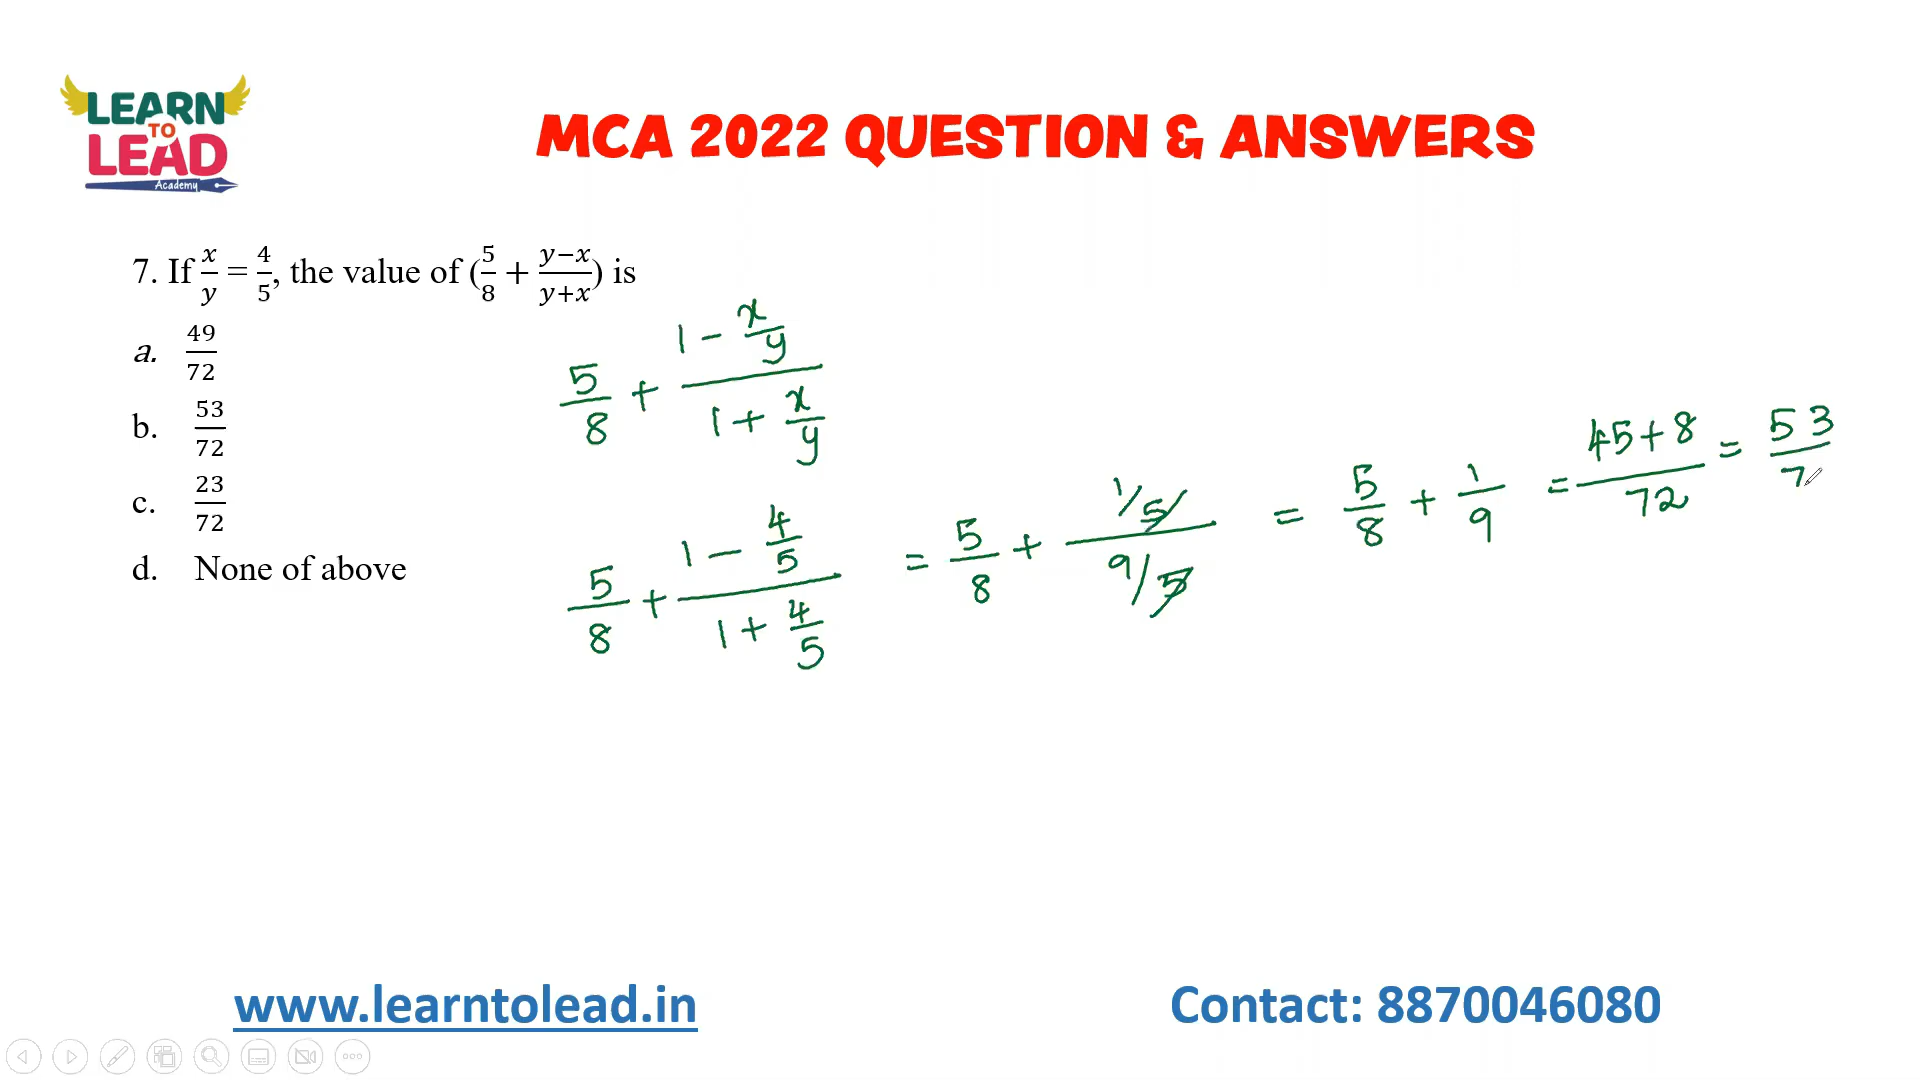 LEARN
TO
LEAD
Academy
MCA 2022 QUESTION & ANSWERS
7. If x/y = 4/5, the value of (5/8 + y−x/y+x) is
a. 49/72
b. 53/72
c. 23/72
d. None of above
5/8 + (1 - x/y)/(1 + x/y)
5/8 + (1 - 4/5)/(1 + 4/5) = 5/8 + (1/5)/(9/5) = 5/8 + 1/9 = 45+8/72 = 53/7
www.learntolead.in
Contact: 8870046080